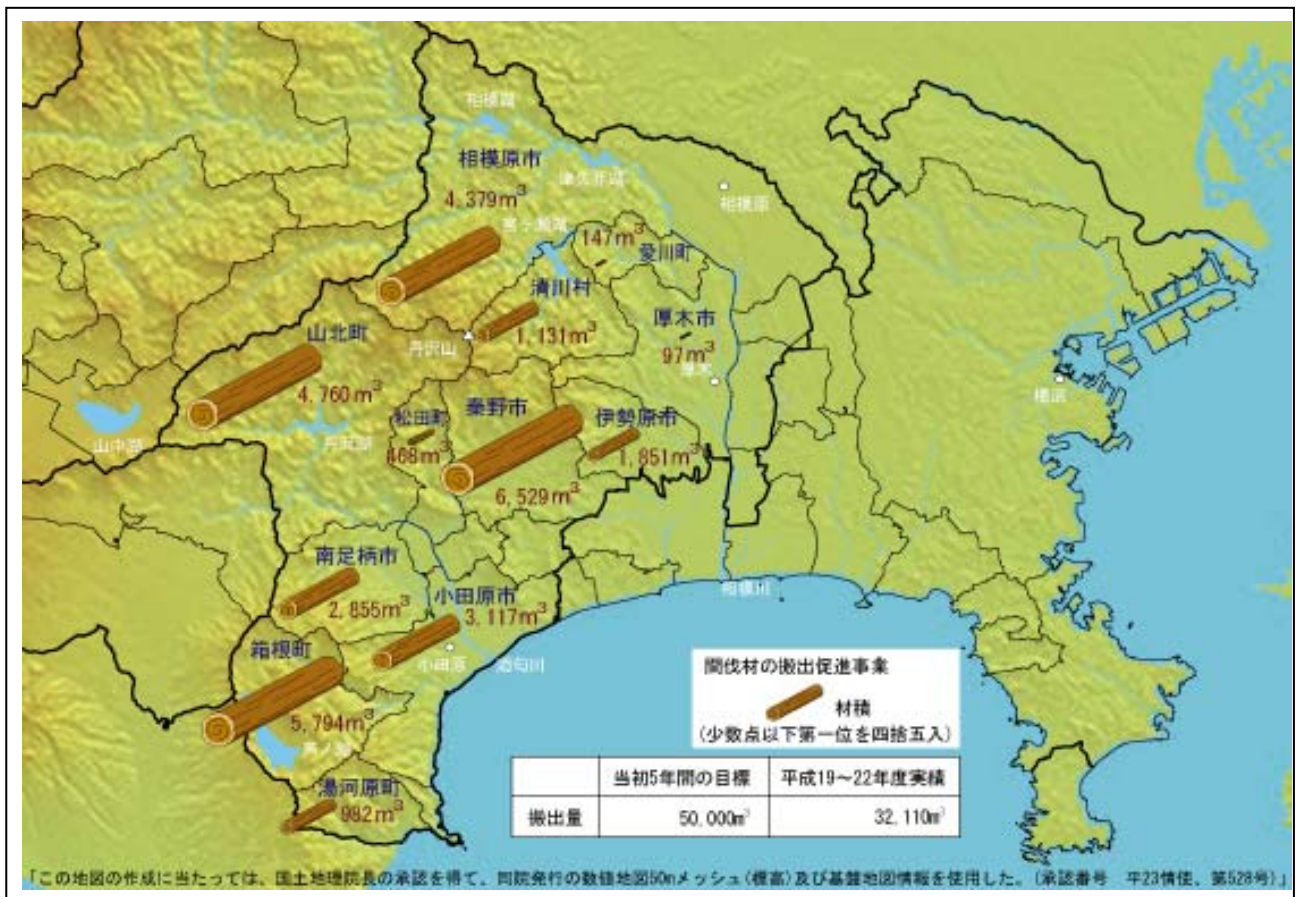 相模湖
相模原市
4,379m³
津久井湖
相模原
宮ヶ瀬湖
147m³
愛川町
清川村
1,131m³
厚木市
97m³
厚木
山北町
4,760m³
丹沢山
松田町
468m³
秦野市
6,529m³
伊勢原市
1,851m³
山中湖
丹沢湖
横浜
南足柄市
2,855m³
小田原市
3,117m³
小田原
酒匂川
相模川
箱根町
5,794m³
芦ノ湖
湯河原町
982m³
間伐材の搬出促進事業
材積
(少数点以下第一位を四捨五入)
当初5年間の目標 平成19～22年度実績
搬出量 50,000m³ 32,110m³
「この地図の作成に当たっては、国土地理院長の承認を得て、同院発行の数値地図50mメッシュ(標高)及び基盤地図情報を使用した。(承認番号 平23情使、第528号)」